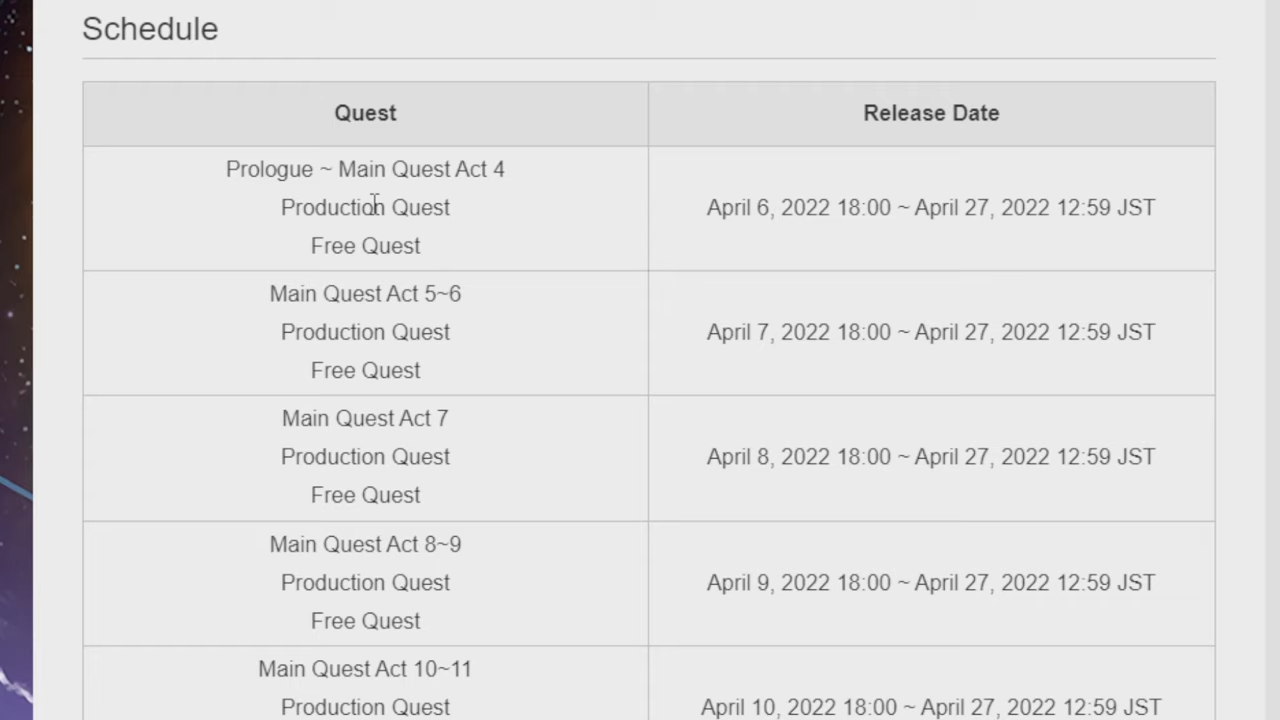 Schedule
Quest
Release Date
Prologue ~ Main Quest Act 4
Production Quest
Free Quest
April 6, 2022 18:00 ~ April 27, 2022 12:59 JST
Main Quest Act 5~6
Production Quest
Free Quest
April 7, 2022 18:00 ~ April 27, 2022 12:59 JST
Main Quest Act 7
Production Quest
Free Quest
April 8, 2022 18:00 ~ April 27, 2022 12:59 JST
Main Quest Act 8~9
Production Quest
Free Quest
April 9, 2022 18:00 ~ April 27, 2022 12:59 JST
Main Quest Act 10~11
Production Quest
April 10, 2022 18:00 ~ April 27, 2022 12:59 JST